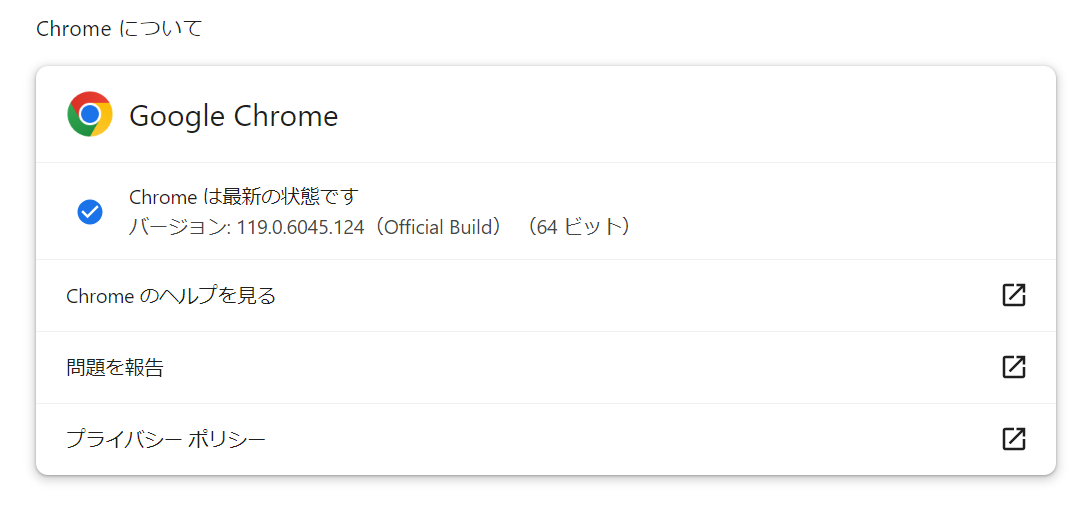 Chrome について
Google Chrome
Chrome は最新の状態です
バージョン: 119.0.6045.124（Official Build） （64 ビット）
Chrome のヘルプを見る
問題を報告
プライバシー ポリシー